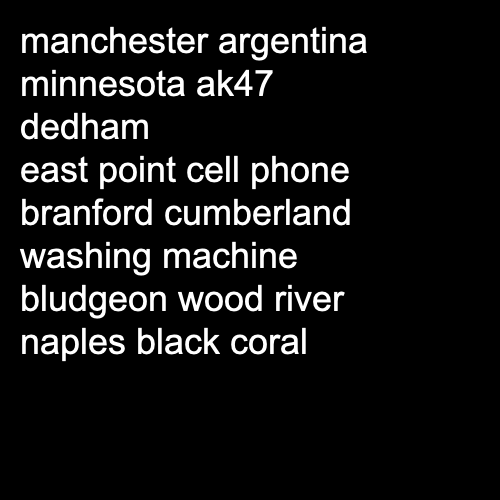 manchester argentina
minnesota ak47
dedham
east point cell phone
branford cumberland
washing machine
bludgeon wood river
naples black coral